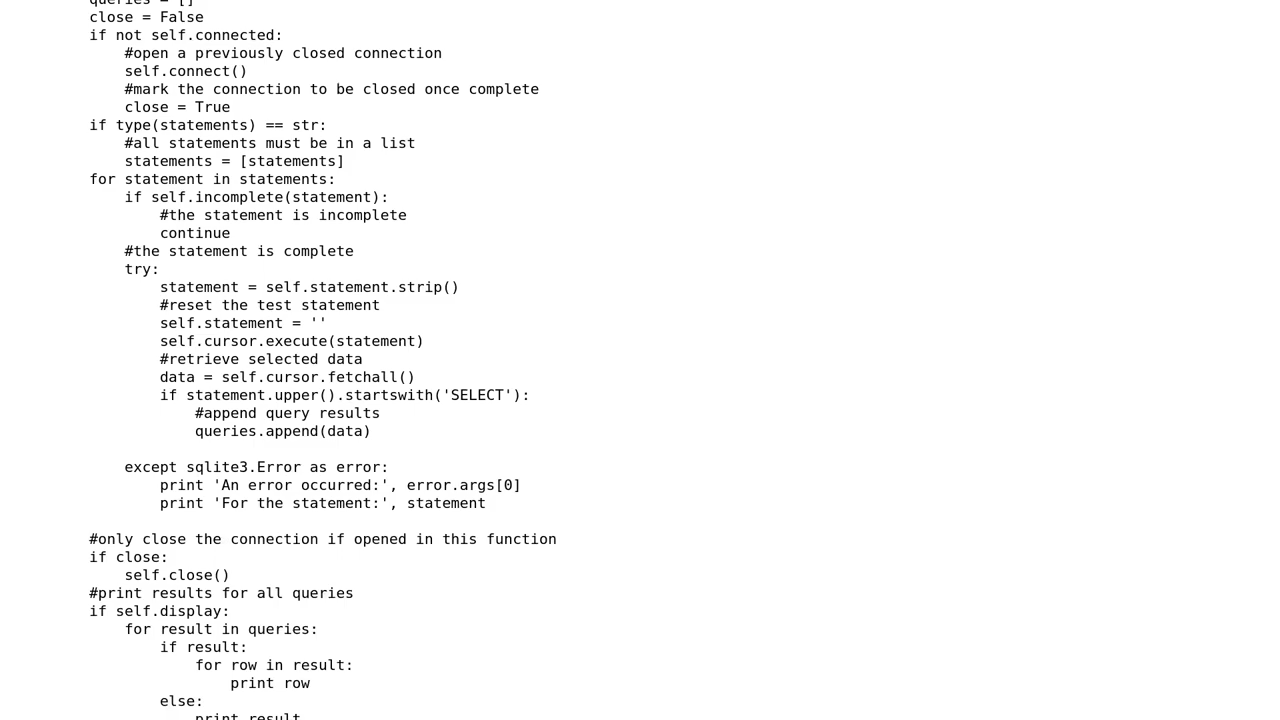 queries = []
close = False
if not self.connected:
    #open a previously closed connection
    self.connect()
    #mark the connection to be closed once complete
    close = True
if type(statements) == str:
    #all statements must be in a list
    statements = [statements]
for statement in statements:
    if self.incomplete(statement):
        #the statement is incomplete
        continue
    #the statement is complete
    try:
        statement = self.statement.strip()
        #reset the test statement
        self.statement = ''
        self.cursor.execute(statement)
        #retrieve selected data
        data = self.cursor.fetchall()
        if statement.upper().startswith('SELECT'):
            #append query results
            queries.append(data)

    except sqlite3.Error as error:
        print 'An error occurred:', error.args[0]
        print 'For the statement:', statement

#only close the connection if opened in this function
if close:
    self.close()
#print results for all queries
if self.display:
    for result in queries:
        if result:
            for row in result:
                print row
        else:
            print result